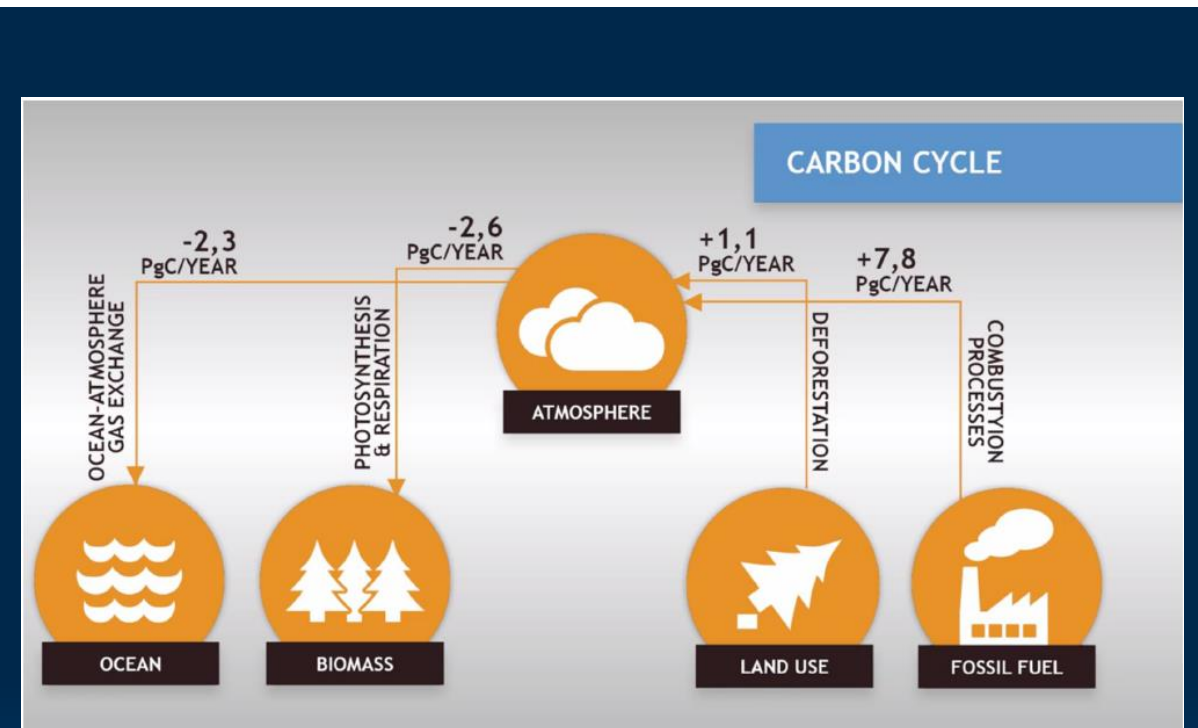 CARBON CYCLE
-2,3
PgC/YEAR
-2,6
PgC/YEAR
+1,1
PgC/YEAR
+7,8
PgC/YEAR
OCEAN-ATMOSPHERE
GAS EXCHANGE
PHOTOSYNTHESIS
& RESPIRATION
ATMOSPHERE
DEFORESTATION
COMBUSTYION
PROCESSES
OCEAN
BIOMASS
LAND USE
FOSSIL FUEL